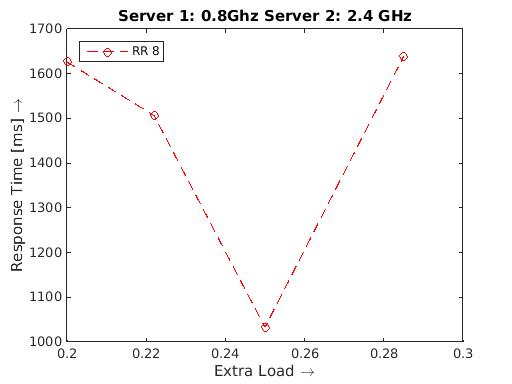 Server 1: 0.8Ghz Server 2: 2.4 GHz
RR 8
Response Time [ms] →
1700
1600
1500
1400
1300
1200
1100
1000
0.2 0.22 0.24 0.26 0.28 0.3
Extra Load →